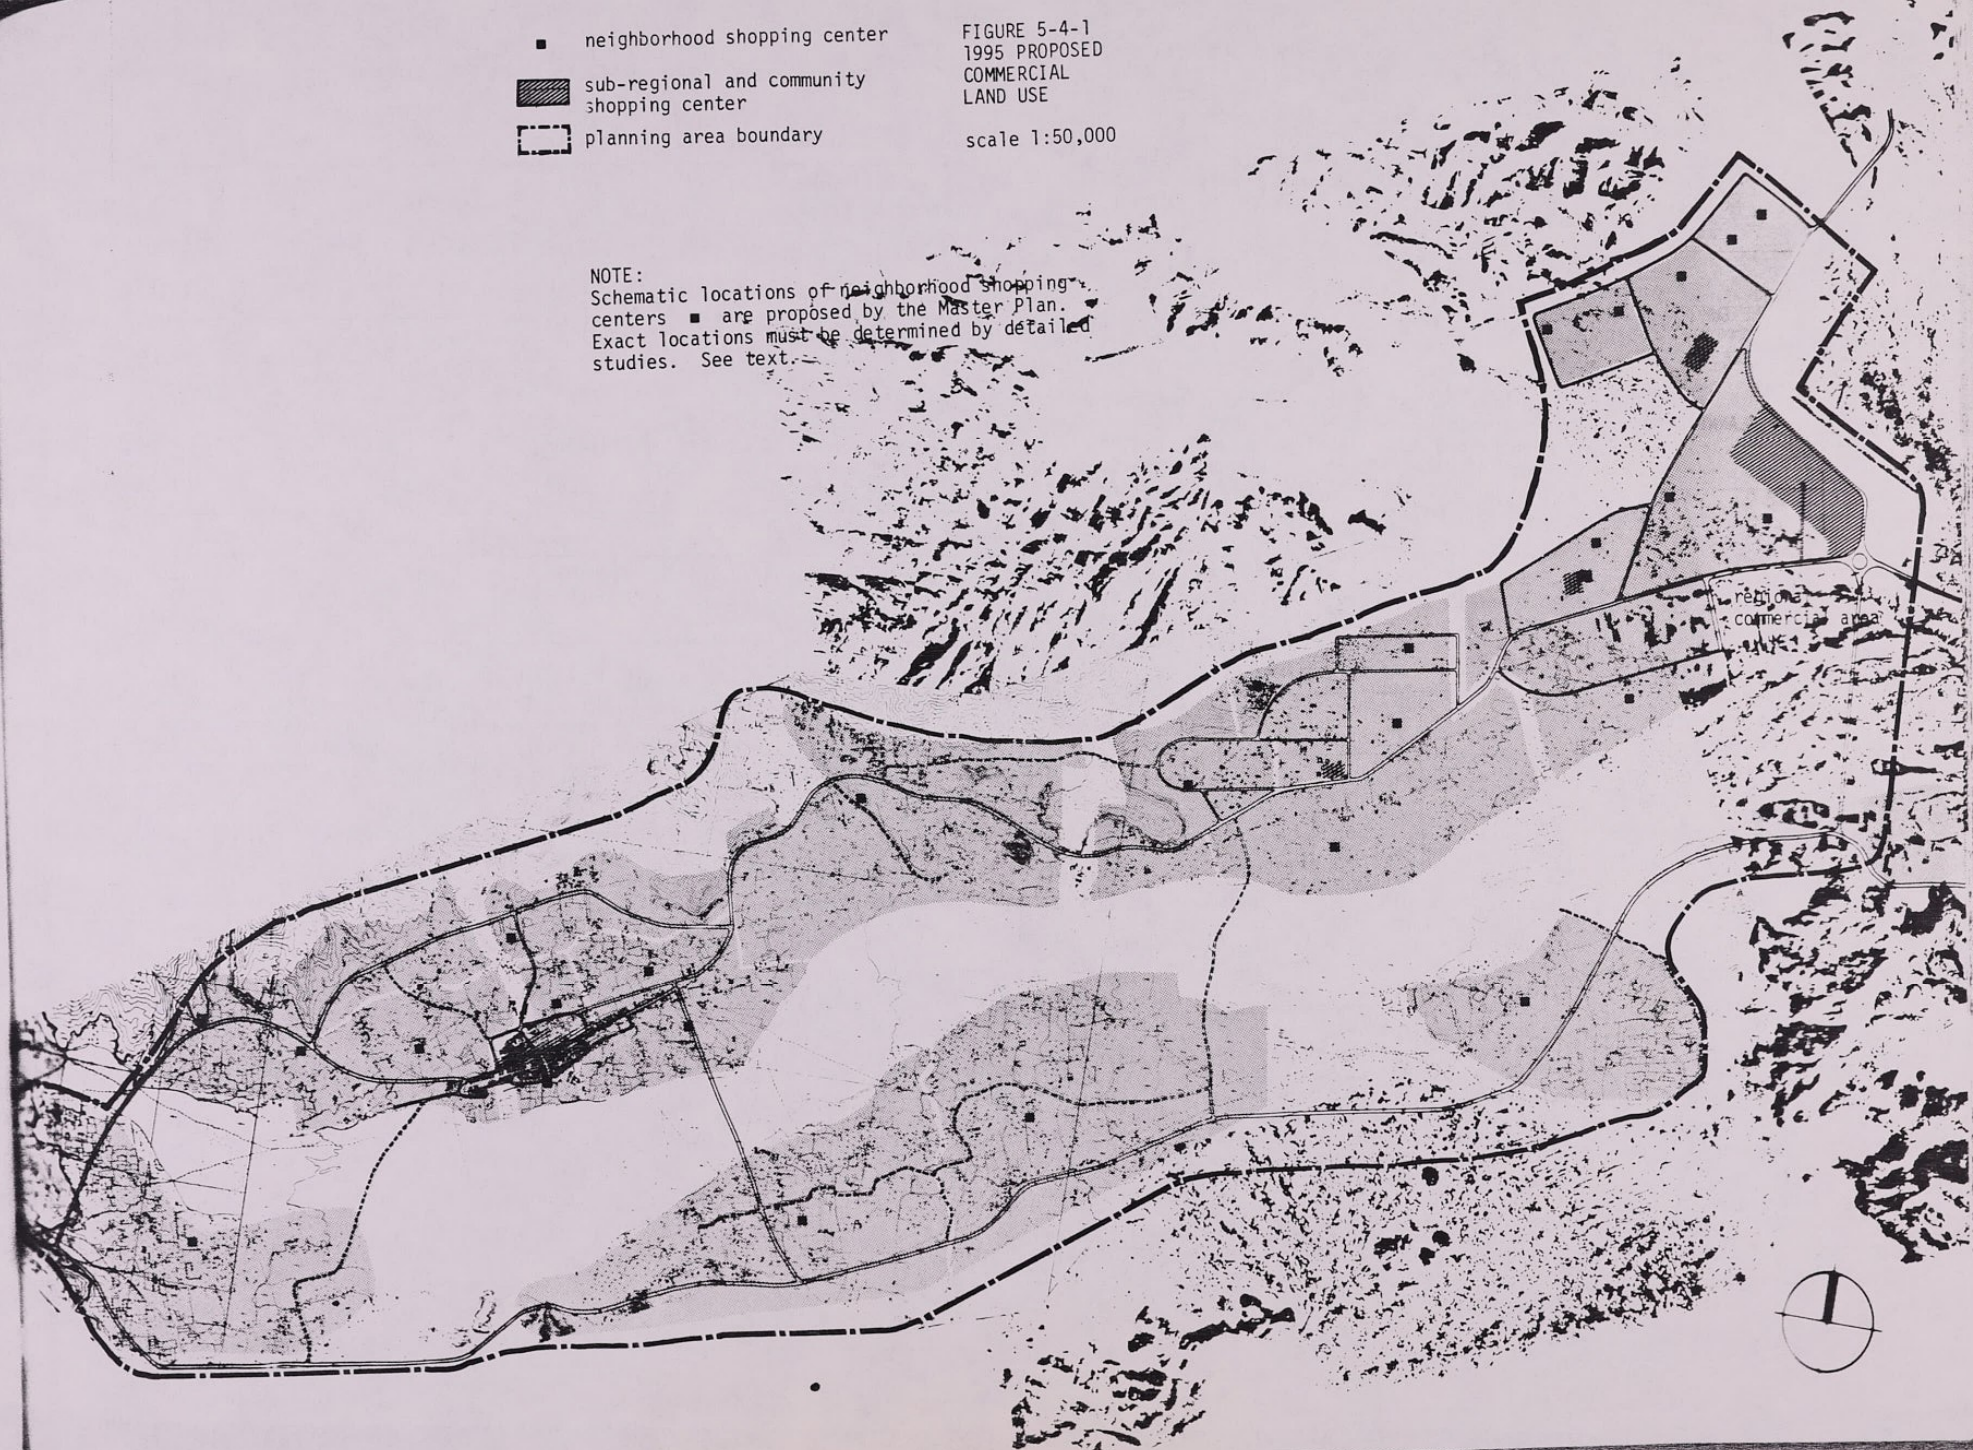 neighborhood shopping center
sub-regional and community
shopping center
planning area boundary
FIGURE 5-4-1
1995 PROPOSED
COMMERCIAL
LAND USE
scale 1:50,000
NOTE:
Schematic locations of neighborhood shopping
centers ■ are proposed by the Master Plan.
Exact locations must be determined by detailed
studies. See text.
regional
commercial area